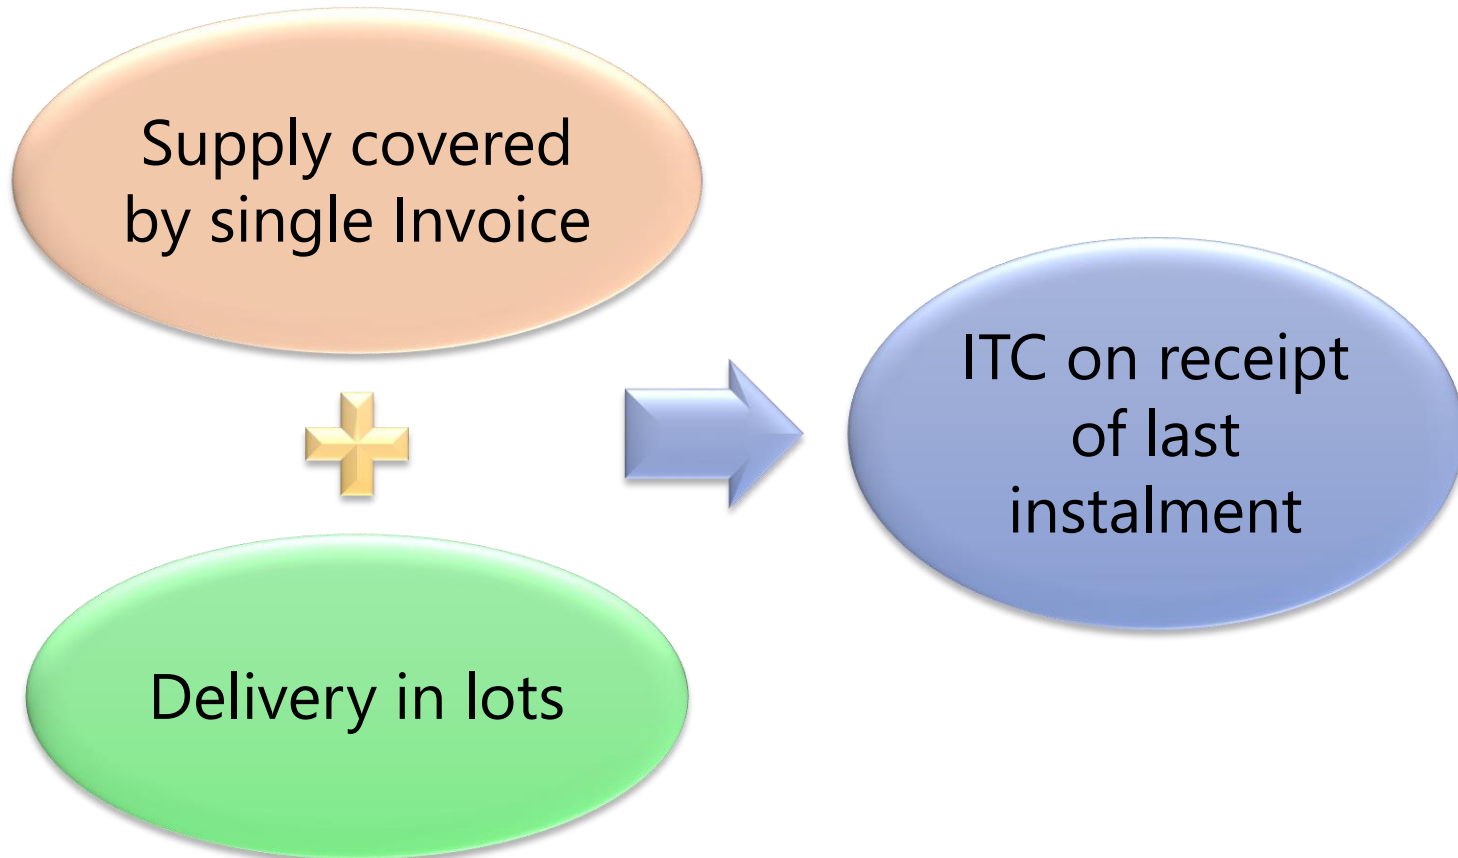 Supply covered
by single Invoice
ITC on receipt
of last
instalment
Delivery in lots